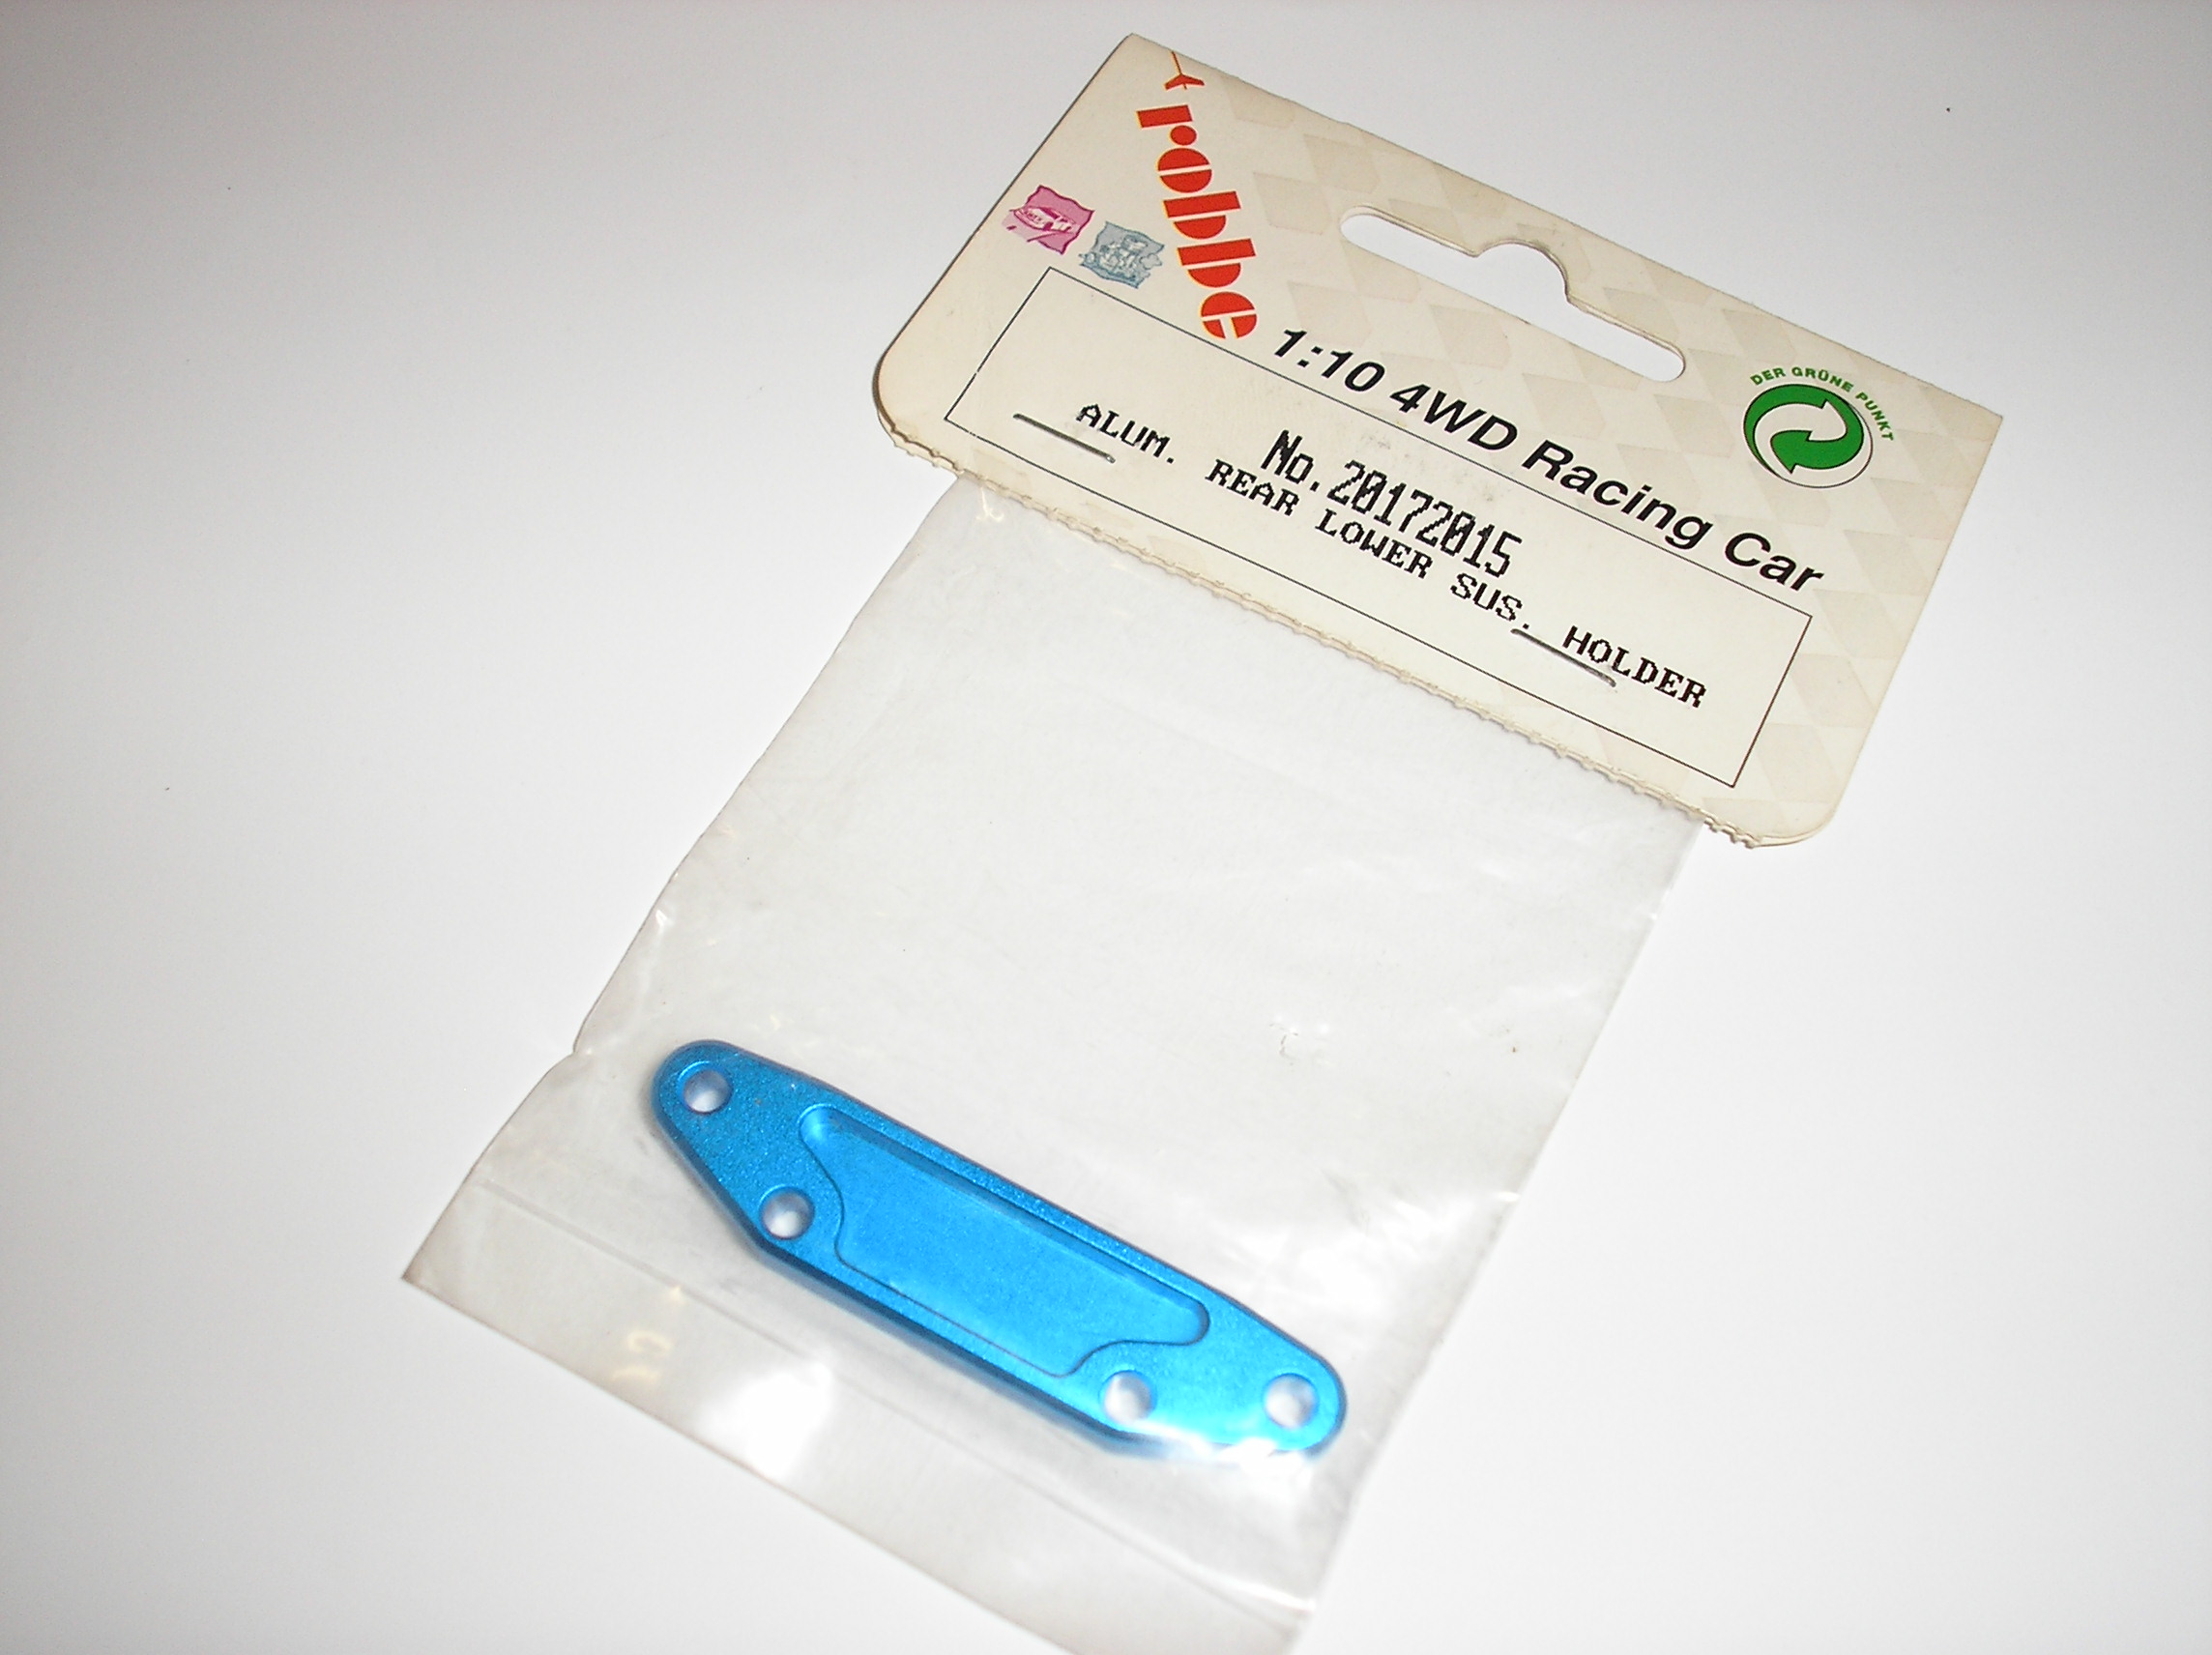 robbe
1:10 4WD Racing Car
DER GRÜNE PUNKT
No.20172015
ALUM. REAR LOWER SUS. HOLDER